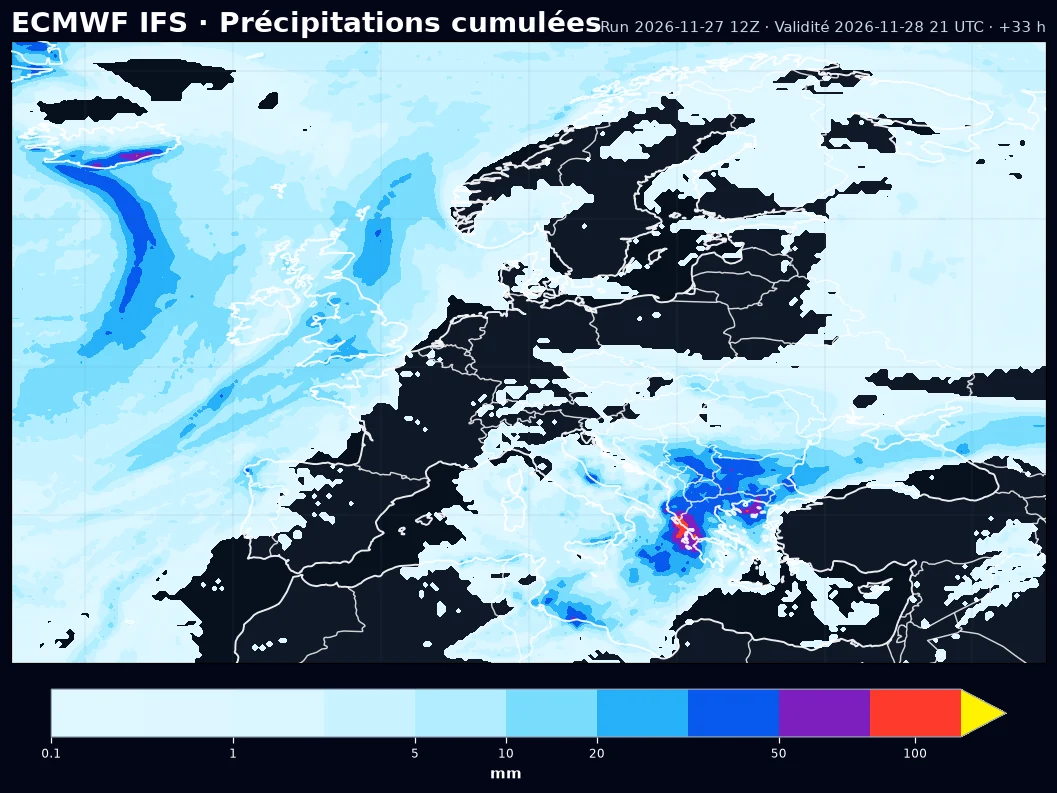 ECMWF IFS · Précipitations cumulées Run 2026-11-27 12Z · Validité 2026-11-28 21 UTC · +33 h
0.1 1 5 10 20 50 100
mm